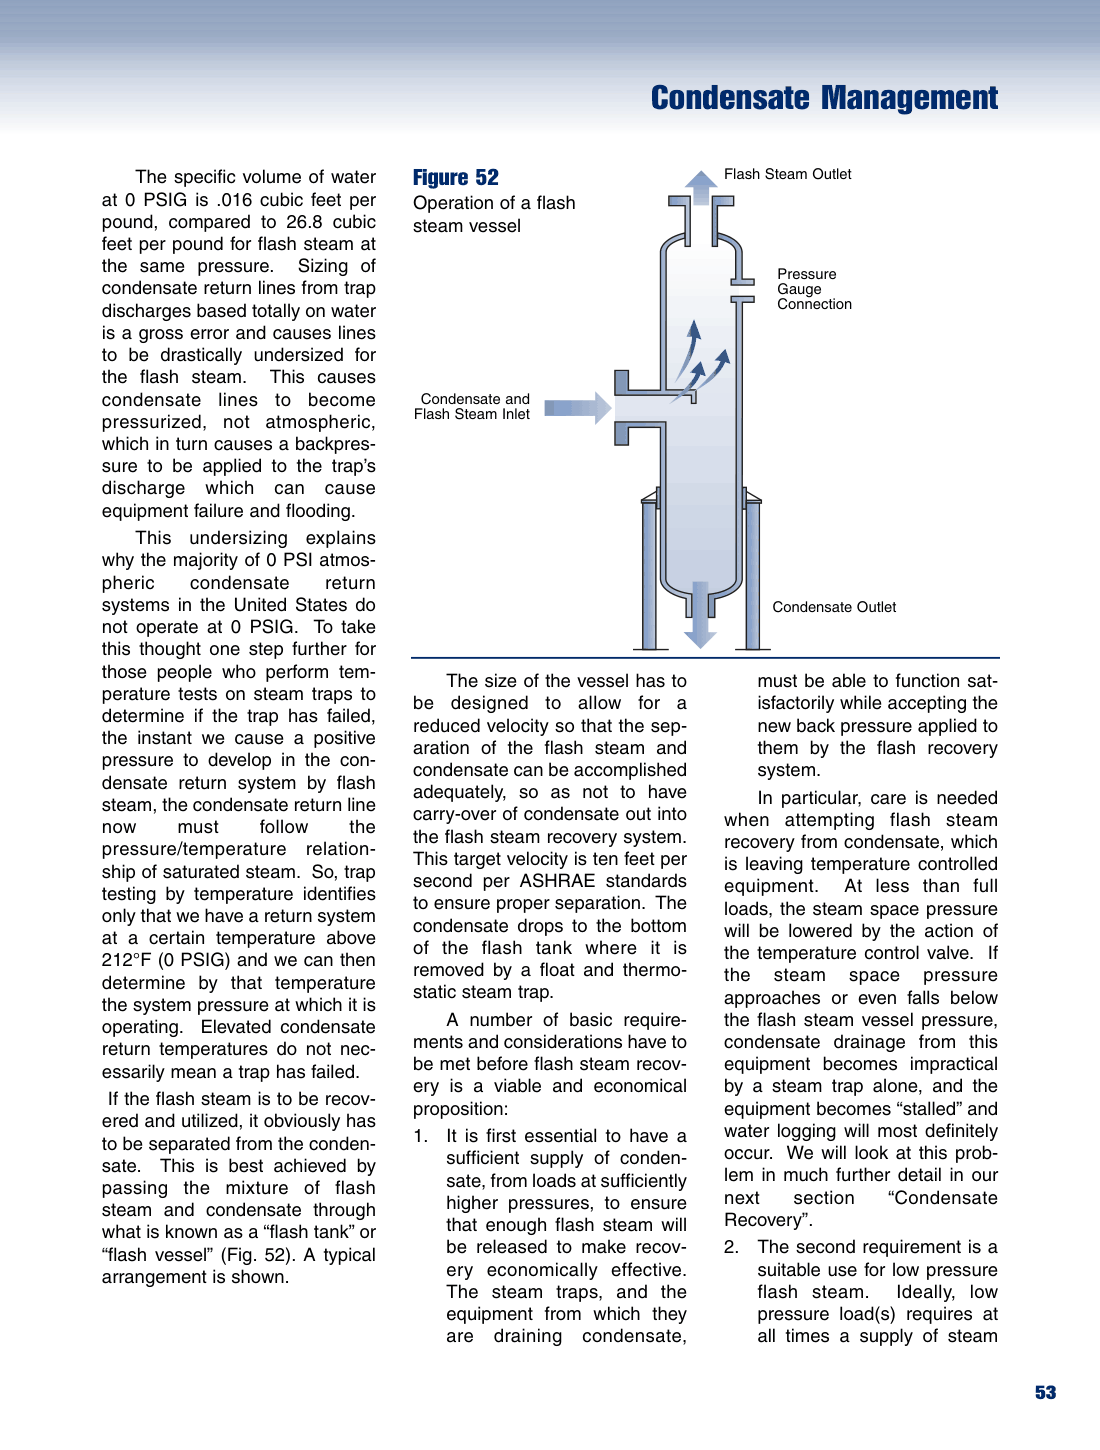 Condensate Management
The specific volume of water
at 0 PSIG is .016 cubic feet per
pound, compared to 26.8 cubic
feet per pound for flash steam at
the same pressure. Sizing of
condensate return lines from trap
discharges based totally on water
is a gross error and causes lines
to be drastically undersized for
the flash steam. This causes
condensate lines to become
pressurized, not atmospheric,
which in turn causes a backpres-
sure to be applied to the trap’s
discharge which can cause
equipment failure and flooding.
This undersizing explains
why the majority of 0 PSI atmos-
pheric condensate return
systems in the United States do
not operate at 0 PSIG. To take
this thought one step further for
those people who perform tem-
perature tests on steam traps to
determine if the trap has failed,
the instant we cause a positive
pressure to develop in the con-
densate return system by flash
steam, the condensate return line
now must follow the
pressure/temperature relation-
ship of saturated steam. So, trap
testing by temperature identifies
only that we have a return system
at a certain temperature above
212°F (0 PSIG) and we can then
determine by that temperature
the system pressure at which it is
operating. Elevated condensate
return temperatures do not nec-
essarily mean a trap has failed.
If the flash steam is to be recov-
ered and utilized, it obviously has
to be separated from the conden-
sate. This is best achieved by
passing the mixture of flash
steam and condensate through
what is known as a “flash tank” or
“flash vessel” (Fig. 52). A typical
arrangement is shown.
Figure 52
Operation of a flash
steam vessel
Flash Steam Outlet
Pressure
Gauge
Connection
Condensate and
Flash Steam Inlet
Condensate Outlet
The size of the vessel has to
be designed to allow for a
reduced velocity so that the sep-
aration of the flash steam and
condensate can be accomplished
adequately, so as not to have
carry-over of condensate out into
the flash steam recovery system.
This target velocity is ten feet per
second per ASHRAE standards
to ensure proper separation. The
condensate drops to the bottom
of the flash tank where it is
removed by a float and thermo-
static steam trap.
A number of basic require-
ments and considerations have to
be met before flash steam recov-
ery is a viable and economical
proposition:
1. It is first essential to have a
sufficient supply of conden-
sate, from loads at sufficiently
higher pressures, to ensure
that enough flash steam will
be released to make recov-
ery economically effective.
The steam traps, and the
equipment from which they
are draining condensate,
must be able to function sat-
isfactorily while accepting the
new back pressure applied to
them by the flash recovery
system.
In particular, care is needed
when attempting flash steam
recovery from condensate, which
is leaving temperature controlled
equipment. At less than full
loads, the steam space pressure
will be lowered by the action of
the temperature control valve. If
the steam space pressure
approaches or even falls below
the flash steam vessel pressure,
condensate drainage from this
equipment becomes impractical
by a steam trap alone, and the
equipment becomes “stalled” and
water logging will most definitely
occur. We will look at this prob-
lem in much further detail in our
next section “Condensate
Recovery”.
2. The second requirement is a
suitable use for low pressure
flash steam. Ideally, low
pressure load(s) requires at
all times a supply of steam
53